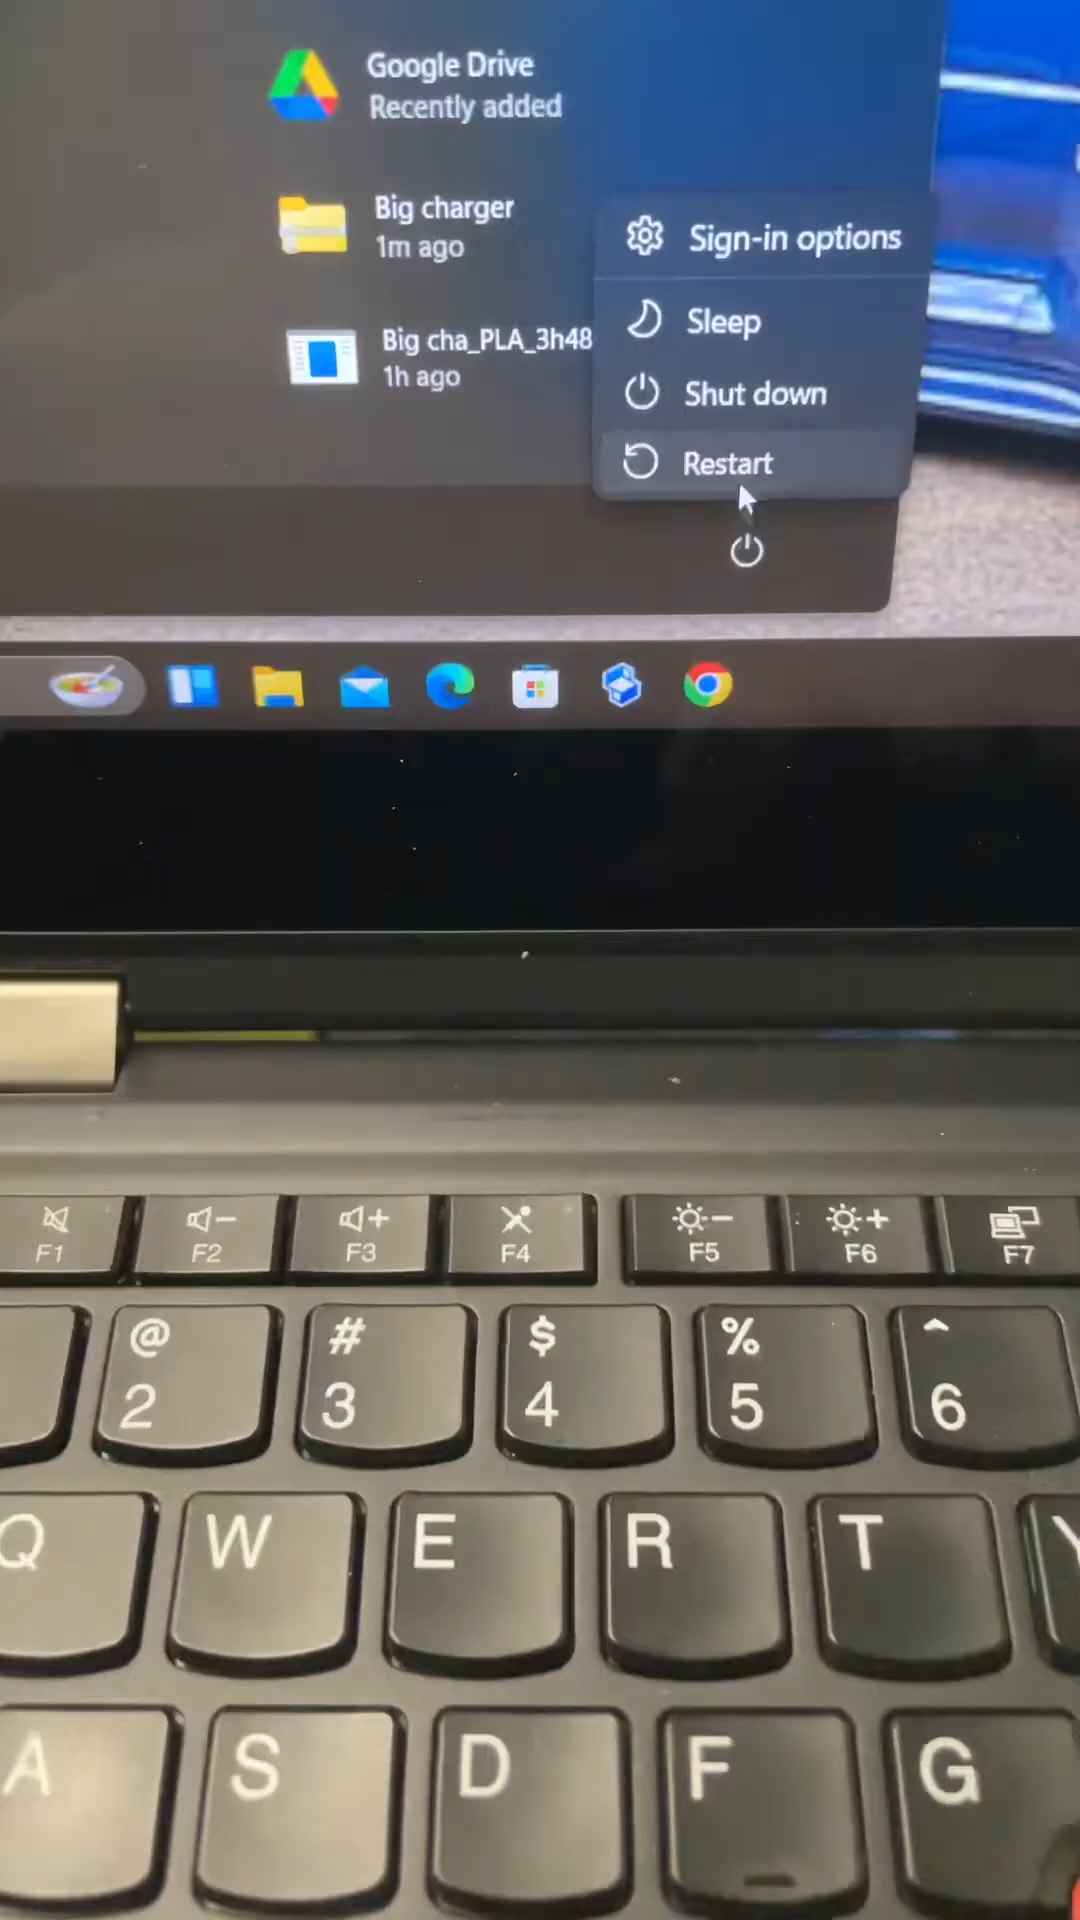 Google Drive
Recently added
Big charger
1m ago
Big cha_PLA_3h48
1h ago
Sign-in options
Sleep
Shut down
Restart
F1 F2 F3 F4 F5 F6 F7
@ # $ % ^
2 3 4 5 6
Q W E R T Y
A S D F G